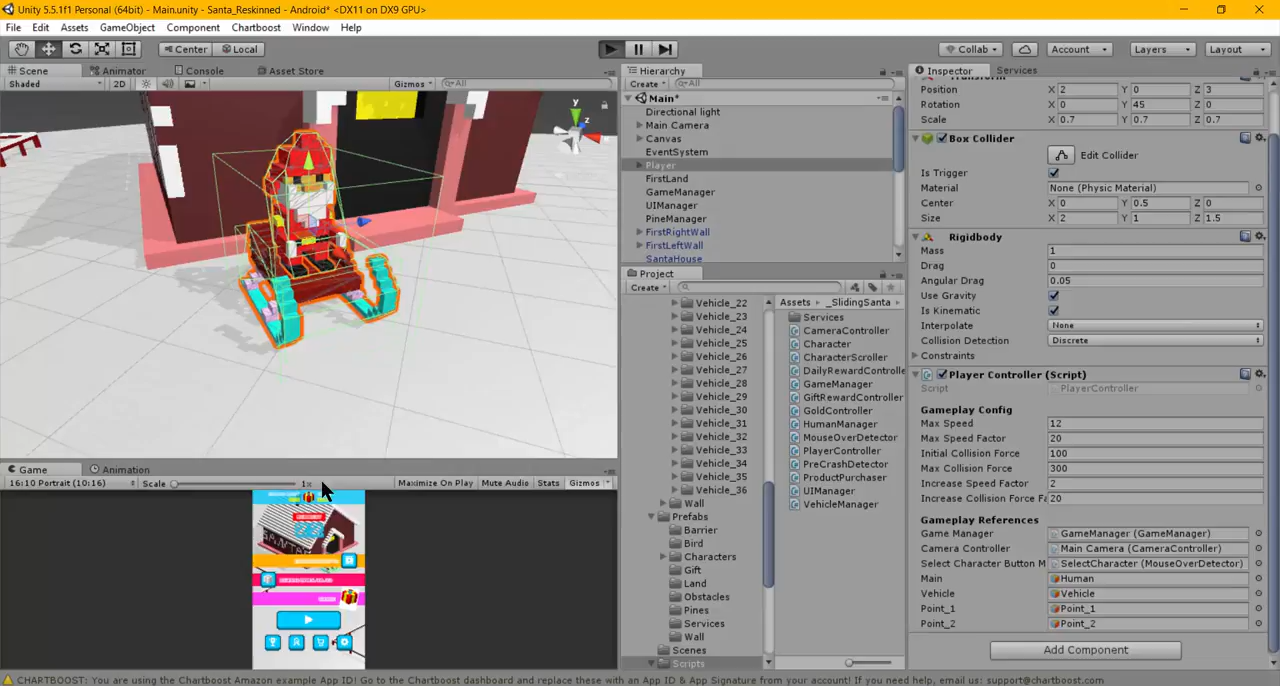 Unity 5.5.1f1 Personal (64bit) - Main.unity - Santa_Reskinned - Android* <DX11 on DX9 GPU>
File Edit Assets GameObject Component Chartboost Window Help
Center Local Collab Account Layers Layout
Scene Animator Console Asset Store
Shaded 2D Gizmos All
y
z
Hierarchy
Create All
Main*
Directional light
Main Camera
Canvas
EventSystem
Player
FirstLand
GameManager
UIManager
PineManager
FirstRightWall
FirstLeftWall
SantaHouse
Project
Create
Vehicle_22
Vehicle_23
Vehicle_24
Vehicle_25
Vehicle_26
Vehicle_27
Vehicle_28
Vehicle_29
Vehicle_30
Vehicle_31
Vehicle_32
Vehicle_33
Vehicle_34
Vehicle_35
Vehicle_36
Wall
Prefabs
Barrier
Bird
Characters
Gift
Land
Obstacles
Pines
Services
Wall
Scenes
Scripts
Assets _SlidingSanta
Services
CameraController
Character
CharacterScroller
DailyRewardControlle
GameManager
GiftRewardController
GoldController
HumanManager
MouseOverDetector
PlayerController
PreCrashDetector
ProductPurchaser
UIManager
VehicleManager
Inspector Services
Transform
Position X 2 Y 0 Z 3
Rotation X 0 Y 45 Z 0
Scale X 0.7 Y 0.7 Z 0.7
Box Collider
Edit Collider
Is Trigger
Material None (Physic Material)
Center X 0 Y 0.5 Z 0
Size X 2 Y 1 Z 1.5
Rigidbody
Mass 1
Drag 0
Angular Drag 0.05
Use Gravity
Is Kinematic
Interpolate None
Collision Detection Discrete
Constraints
Player Controller (Script)
Script PlayerController
Gameplay Config
Max Speed 12
Max Speed Factor 20
Initial Collision Force 100
Max Collision Force 300
Increase Speed Factor 2
Increase Collision Force Fa 20
Gameplay References
Game Manager GameManager (GameManager)
Camera Controller Main Camera (CameraController)
Select Character Button M SelectCharacter (MouseOverDetector)
Main Human
Vehicle Vehicle
Point_1 Point_1
Point_2 Point_2
Add Component
Game Animation
16:10 Portrait (10:16) Scale 1x Maximize On Play Mute Audio Stats Gizmos
CHARTBOOST: You are using the Chartboost Amazon example App ID! Go to the Chartboost dashboard and replace these with an App ID & App Signature from your account! If you need help, email us: support@chartboost.com